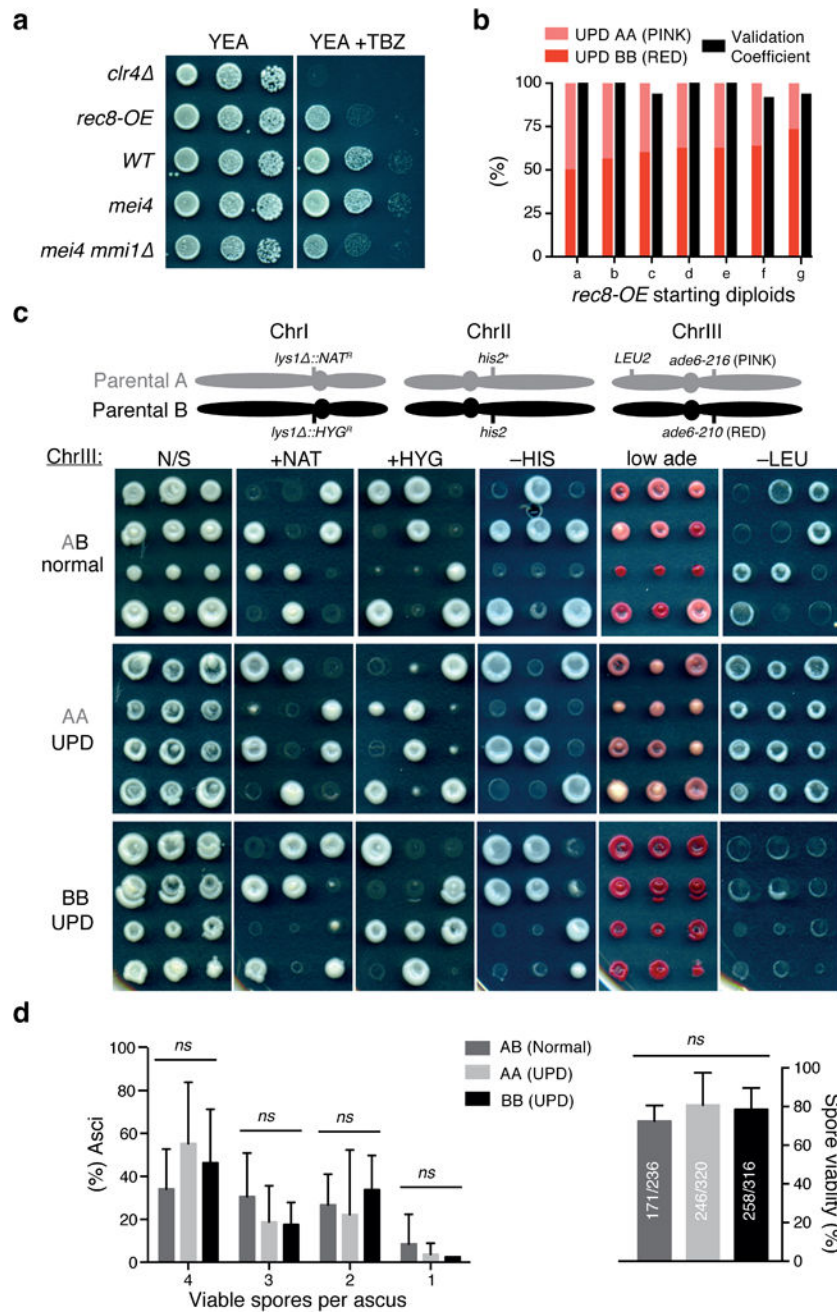 a
YEA YEA +TBZ
clr4Δ
rec8-OE
WT
mei4
mei4 mmi1Δ
b
UPD AA (PINK)
UPD BB (RED)
Validation
Coefficient
100
75
50
25
0
(%)
a b c d e f g
rec8-OE starting diploids
c
ChrI ChrII ChrIII
lys1Δ::NATᴿ his2⁺ LEU2 ade6-216 (PINK)
Parental A
Parental B
lys1Δ::HYGᴿ his2 ade6-210 (RED)
ChrIII: N/S +NAT +HYG –HIS low ade –LEU
AB
normal
AA
UPD
BB
UPD
d
100
80
60
40
20
0
(%) Asci
ns
ns
ns
ns
4 3 2 1
Viable spores per ascus
AB (Normal)
AA (UPD)
BB (UPD)
ns
171/236
246/320
258/316
100
80
60
40
20
0
Spore viability
(%)